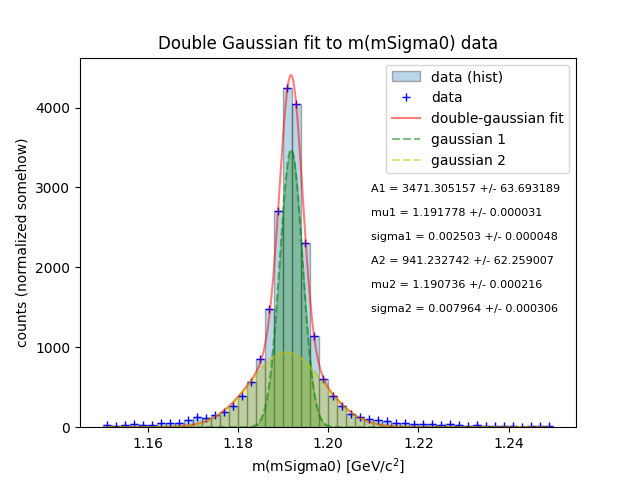 Double Gaussian fit to m(mSigma0) data
counts (normalized somehow)
4000
3000
2000
1000
0
data (hist)
data
double-gaussian fit
gaussian 1
gaussian 2
A1 = 3471.305157 +/- 63.693189
mu1 = 1.191778 +/- 0.000031
sigma1 = 0.002503 +/- 0.000048
A2 = 941.232742 +/- 62.259007
mu2 = 1.190736 +/- 0.000216
sigma2 = 0.007964 +/- 0.000306
1.16 1.18 1.20 1.22 1.24
m(mSigma0) [GeV/c²]